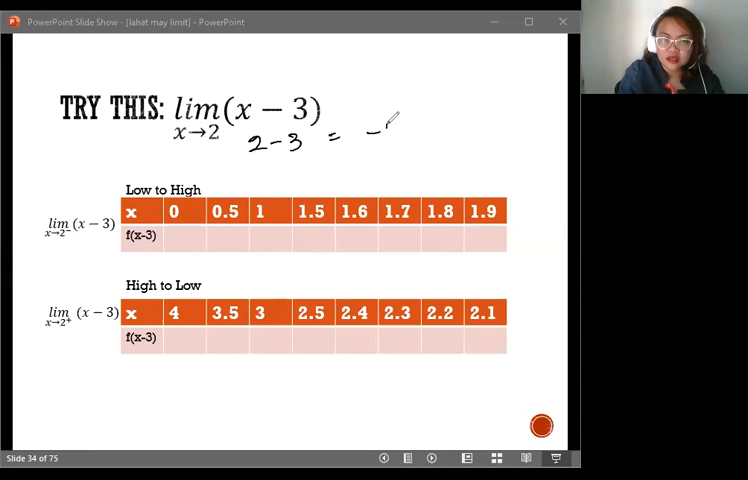 PowerPoint Slide Show - [lahat may limit] - PowerPoint
TRY THIS: lim (x − 3)
x→2
2 - 3 = -
Low to High
lim (x − 3)
x→2⁻
x 0 0.5 1 1.5 1.6 1.7 1.8 1.9
f(x-3)
High to Low
lim (x − 3)
x→2⁺
x 4 3.5 3 2.5 2.4 2.3 2.2 2.1
f(x-3)
Slide 34 of 75